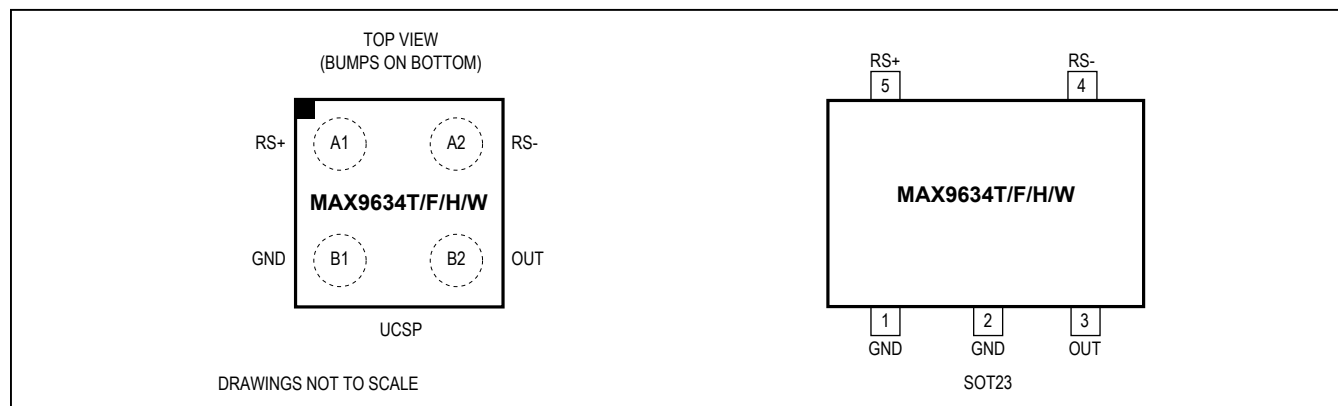 TOP VIEW
(BUMPS ON BOTTOM)
RS+ A1 A2 RS-
MAX9634T/F/H/W
GND B1 B2 OUT
UCSP
DRAWINGS NOT TO SCALE
RS+ RS-
5 4
MAX9634T/F/H/W
1 2 3
GND GND OUT
SOT23